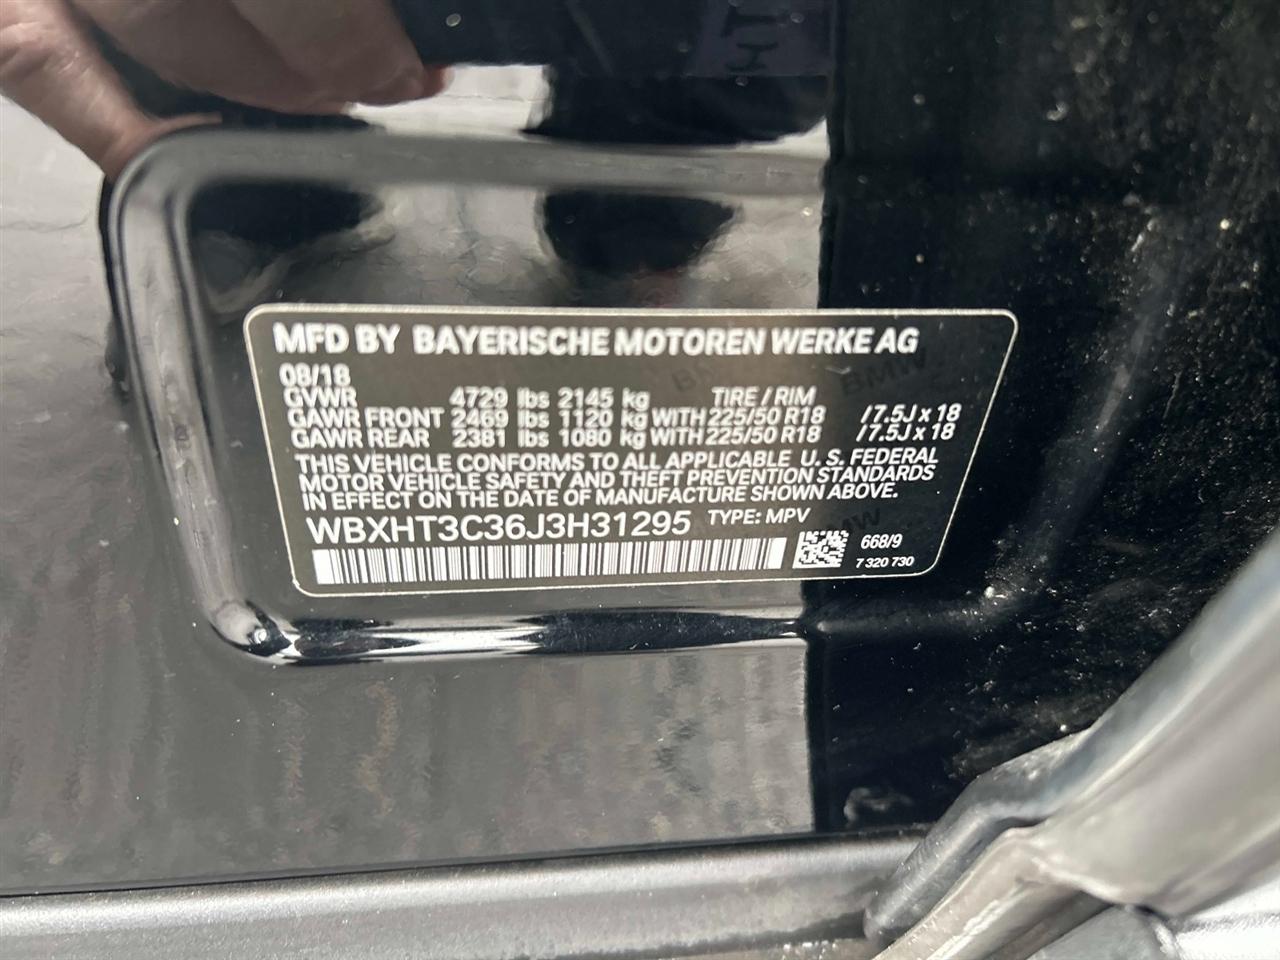 MFD BY BAYERISCHE MOTOREN WERKE AG
08/18
GVWR 4729 lbs 2145 kg TIRE / RIM
GAWR FRONT 2469 lbs 1120 kg WITH 225/50 R18 / 7.5J x 18
GAWR REAR 2381 lbs 1080 kg WITH 225/50 R18 / 7.5J x 18
THIS VEHICLE CONFORMS TO ALL APPLICABLE U. S. FEDERAL
MOTOR VEHICLE SAFETY AND THEFT PREVENTION STANDARDS
IN EFFECT ON THE DATE OF MANUFACTURE SHOWN ABOVE.
WBXHT3C36J3H31295 TYPE: MPV
668/9
7 320 730